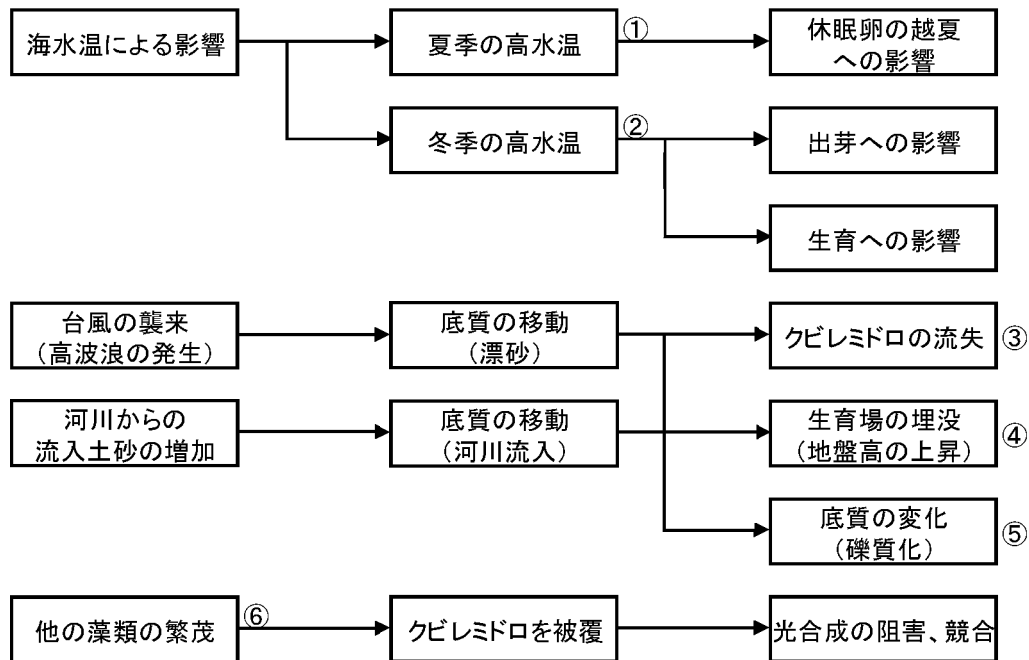 海水温による影響
夏季の高水温
①
休眠卵の越夏
への影響
冬季の高水温
②
出芽への影響
生育への影響
台風の襲来
(高波浪の発生)
底質の移動
(漂砂)
クビレミドロの流失
③
河川からの
流入土砂の増加
底質の移動
(河川流入)
生育場の埋没
(地盤高の上昇)
④
底質の変化
(礫質化)
⑤
他の藻類の繁茂
⑥
クビレミドロを被覆
光合成の阻害、競合